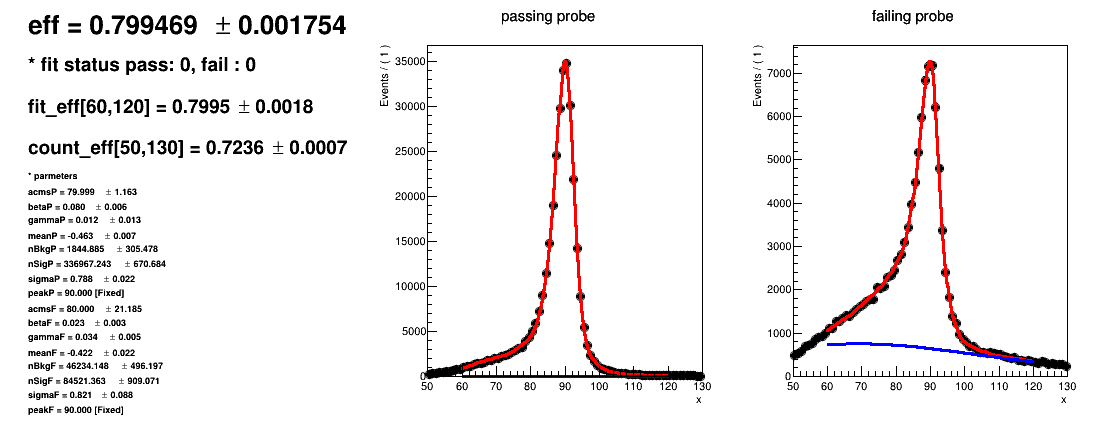 eff = 0.799469 ± 0.001754
* fit status pass: 0, fail : 0
fit_eff[60,120] = 0.7995 ± 0.0018
count_eff[50,130] = 0.7236 ± 0.0007
* parmeters
acmsP = 79.999 ± 1.163
betaP = 0.080 ± 0.006
gammaP = 0.012 ± 0.013
meanP = -0.463 ± 0.007
nBkgP = 1844.885 ± 305.478
nSigP = 336967.243 ± 670.684
sigmaP = 0.788 ± 0.022
peakP = 90.000 [Fixed]
acmsF = 80.000 ± 21.185
betaF = 0.023 ± 0.003
gammaF = 0.034 ± 0.005
meanF = -0.422 ± 0.022
nBkgF = 46234.148 ± 496.197
nSigF = 84521.363 ± 909.071
sigmaF = 0.821 ± 0.088
peakF = 90.000 [Fixed]
passing probe
Events / ( 1 )
35000
30000
25000
20000
15000
10000
5000
0
50 60 70 80 90 100 110 120 130
x
failing probe
Events / ( 1 )
7000
6000
5000
4000
3000
2000
1000
0
50 60 70 80 90 100 110 120 130
x